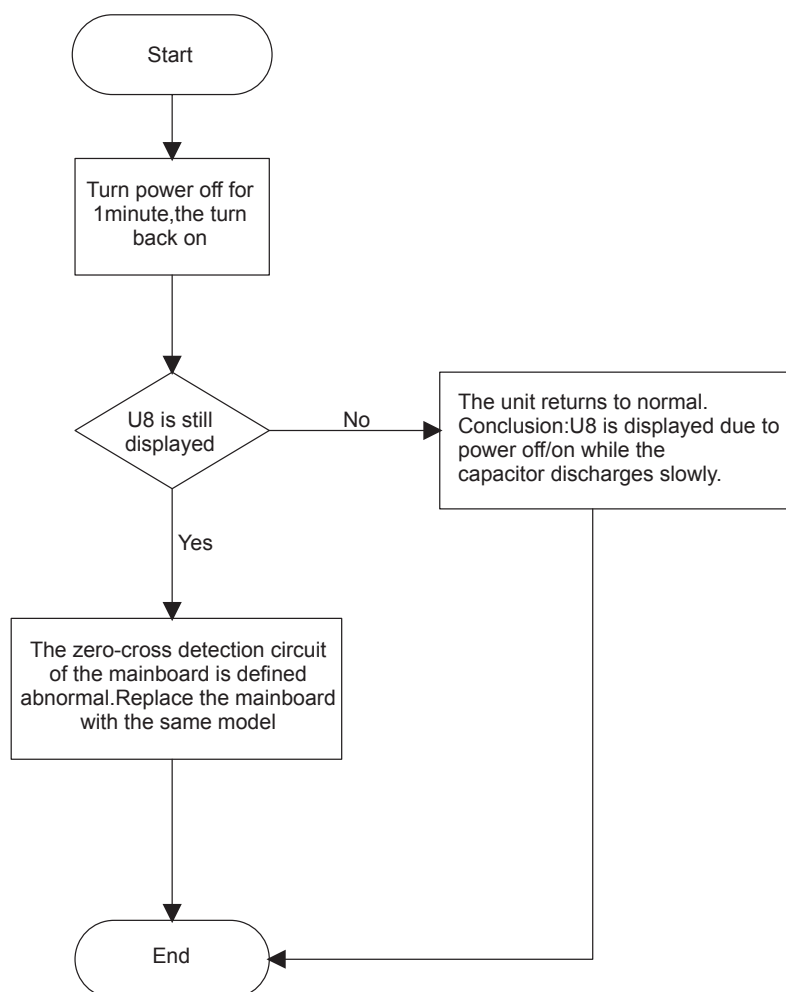 Start
Turn power off for
1minute,the turn
back on
U8 is still
displayed
No
The unit returns to normal.
Conclusion:U8 is displayed due to
power off/on while the
capacitor discharges slowly.
Yes
The zero-cross detection circuit
of the mainboard is defined
abnormal.Replace the mainboard
with the same model
End